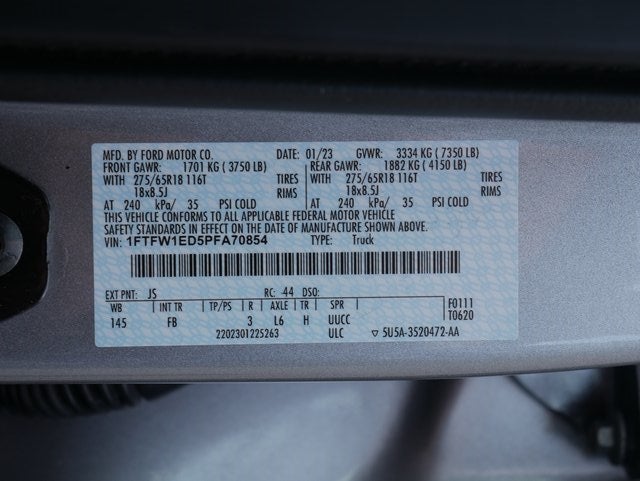 MFD. BY FORD MOTOR CO. DATE: 01/23 GVWR: 3334 KG ( 7350 LB)
FRONT GAWR: 1701 KG ( 3750 LB) REAR GAWR: 1882 KG ( 4150 LB)
WITH 275/65R18 116T TIRES WITH 275/65R18 116T TIRES
18x8.5J RIMS 18x8.5J RIMS
AT 240 kPa/ 35 PSI COLD AT 240 kPa/ 35 PSI COLD
THIS VEHICLE CONFORMS TO ALL APPLICABLE FEDERAL MOTOR VEHICLE
SAFETY STANDARDS IN EFFECT ON THE DATE OF MANUFACTURE SHOWN ABOVE.
VIN: 1FTFW1ED5PFA70854 TYPE: Truck
EXT PNT: JS RC: 44 DSO:
WB INT TR TP/PS R AXLE TR SPR F0111
145 FB 3 L6 H UUCC T0620
2202301225263 ULC 5U5A-3520472-AA